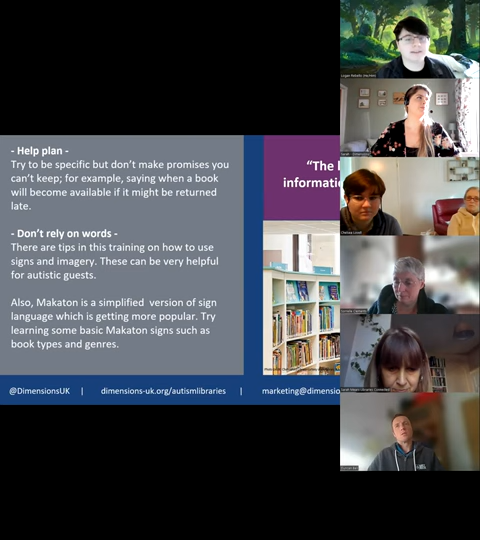 - Help plan -
Try to be specific but don't make promises you
can't keep; for example, saying when a book
will become available if it might be returned
late.
- Don't rely on words -
There are tips in this training on how to use
signs and imagery. These can be very helpful
for autistic guests.
Also, Makaton is a simplified  version of sign
language which is getting more popular. Try
learning some basic Makaton signs such as
book types and genres.
“The
informati
@DimensionsUK | dimensions-uk.org/autismlibraries | marketing@dimensio